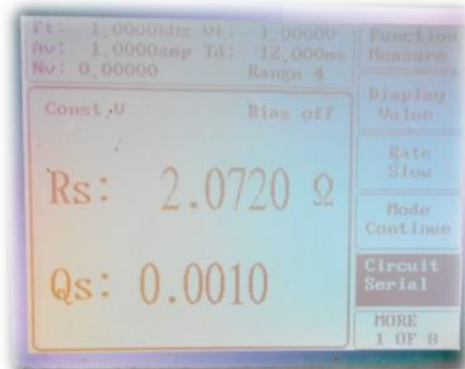 Ft: 1.0000kHz Vt: 1.0000V
Av: 1.0000smp Td: 12.000ms
Nv: 0.00000 Range 4
Function
Measure
Display
Value
Rate
Slow
Mode
Continue
Circuit
Serial
MORE
1 OF 8
Const.V Bias off
Rs: 2.0720 Ω
Qs: 0.0010